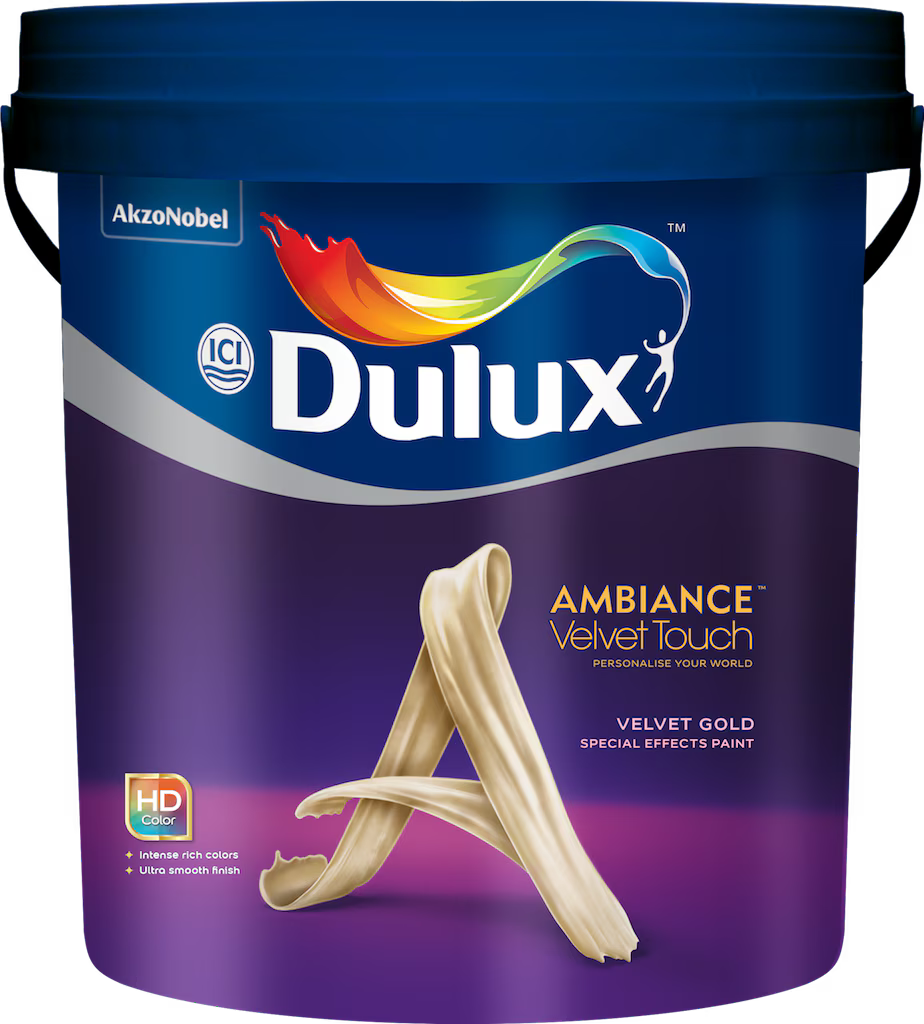 AkzoNobel
TM
ICI
Dulux
AMBIANCE™
Velvet Touch
PERSONALISE YOUR WORLD
VELVET GOLD
SPECIAL EFFECTS PAINT
HD
Color
Intense rich colors
Ultra smooth finish